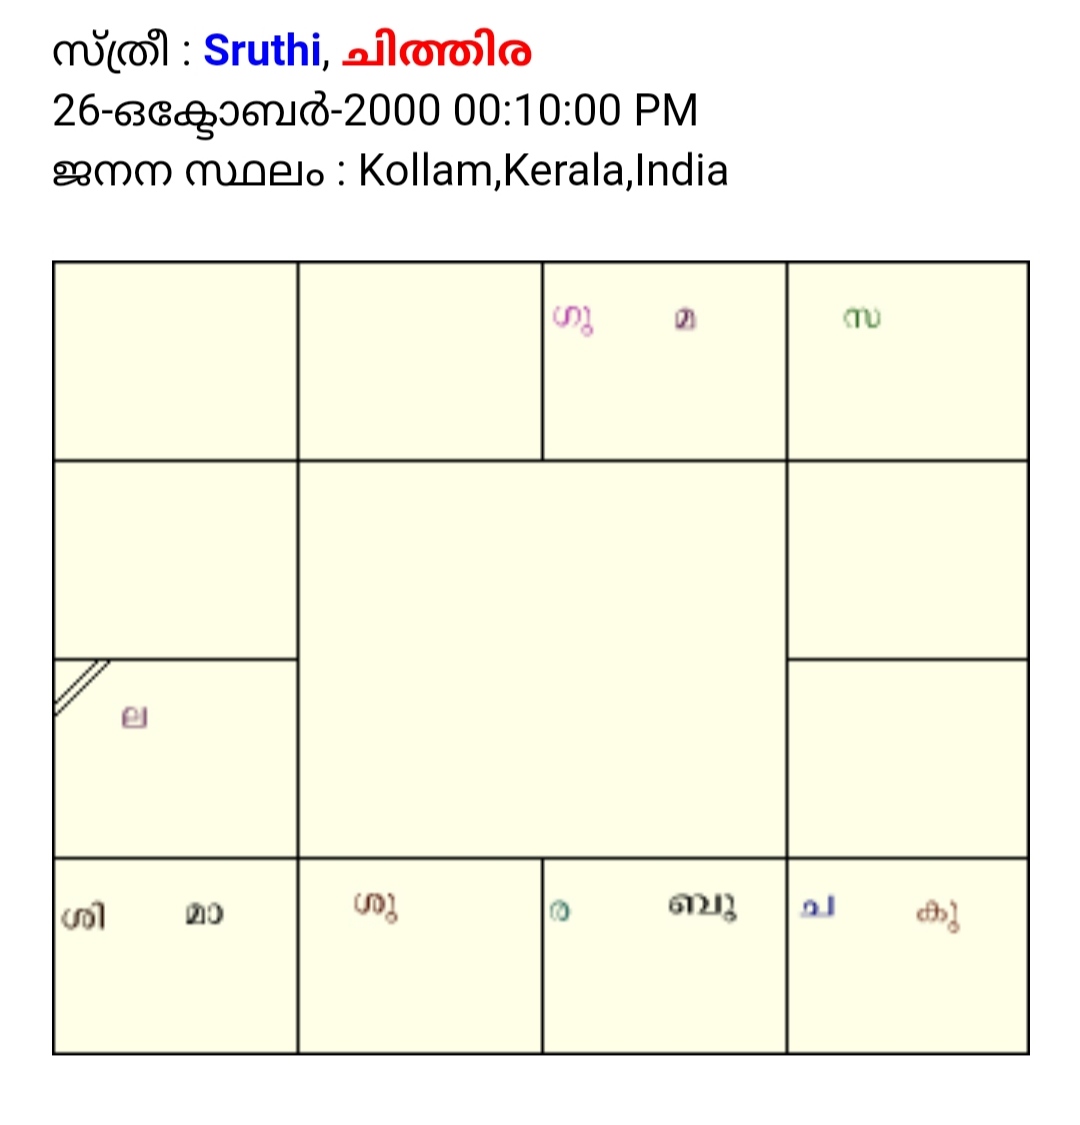 സ്ത്രീ : Sruthi, ചിത്തിര
26-ഒക്ടോബർ-2000 00:10:00 PM
ജനന സ്ഥലം : Kollam,Kerala,India
ഗു മ സ
ല
ശി മാ ശു ര ബു ച കു